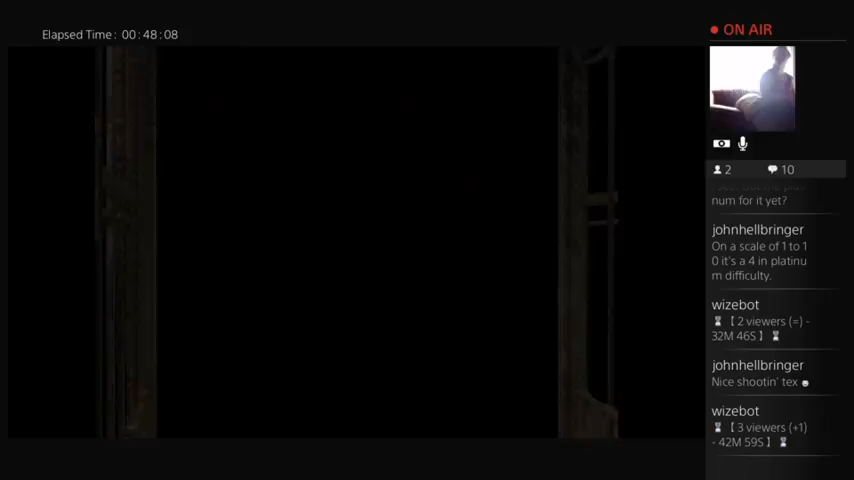 Elapsed Time: 00:48:08
ON AIR
2
10
num for it yet?
johnhellbringer
On a scale of 1 to 1
0 it's a 4 in platinu
m difficulty.
wizebot
【 2 viewers (=) -
32M 46S 】
johnhellbringer
Nice shootin' tex
wizebot
【 3 viewers (+1)
- 42M 59S 】